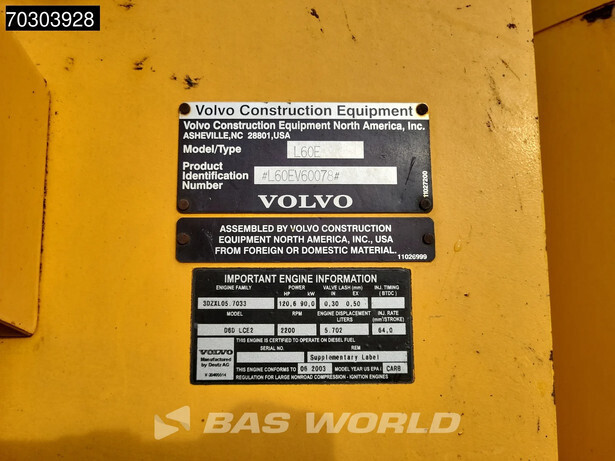 70303928
Volvo Construction Equipment
Volvo Construction Equipment North America, Inc.
ASHEVILLE, NC 28801, USA
Model/Type L60E
Product Identification Number #L60EV60078#
VOLVO
11027200
ASSEMBLED BY VOLVO CONSTRUCTION
EQUIPMENT NORTH AMERICA, INC., USA
FROM FOREIGN OR DOMESTIC MATERIAL.
11026999
IMPORTANT ENGINE INFORMATION
ENGINE FAMILY POWER HP kW VALVE LASH (mm) IN EX INJ. TIMING (BTDC)
3DZXL05.7033 120,6 90,0 0,30 0,50
MODEL RPM ENGINE DISPLACEMENT LITERS INJ. RATE (mm³/STROKE)
D6D LCE2 2200 5.702 64,0
THIS ENGINE IS CERTIFIED TO OPERATE ON DIESEL FUEL
SERIAL NO. REM
VOLVO Supplementary Label
Manufactured by Deutz AG
THIS ENGINE CONFORMS TO 06 2003 MODEL YEAR US EPA / CARB
REGULATION FOR LARGE NONROAD COMPRESSION - IGNITION ENGINES
BAS WORLD